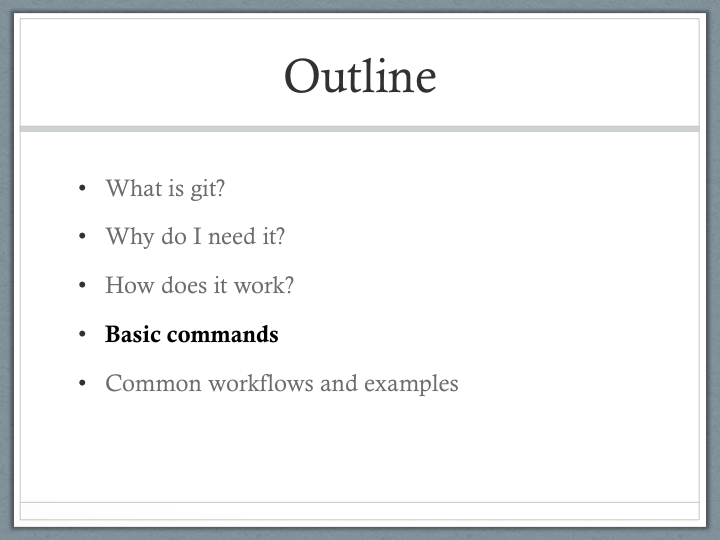 Outline
• What is git?
• Why do I need it?
• How does it work?
• Basic commands
• Common workflows and examples